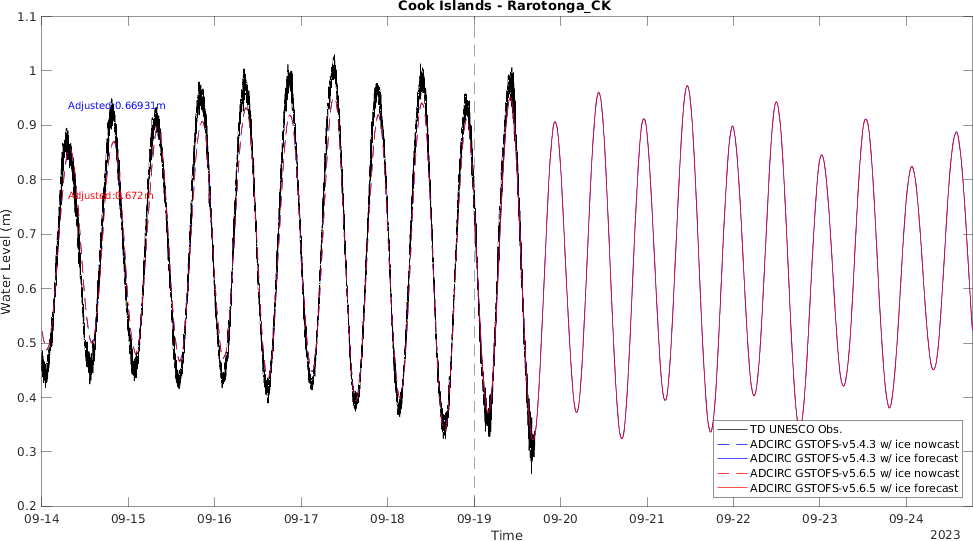 Cook Islands - Rarotonga_CK
1.1
1
0.9
0.8
0.7
0.6
0.5
0.4
0.3
0.2
Water Level (m)
Adjusted:0.66931m
Adjusted:0.672m
TD UNESCO Obs.
ADCIRC GSTOFS-v5.4.3 w/ ice nowcast
ADCIRC GSTOFS-v5.4.3 w/ ice forecast
ADCIRC GSTOFS-v5.6.5 w/ ice nowcast
ADCIRC GSTOFS-v5.6.5 w/ ice forecast
09-14 09-15 09-16 09-17 09-18 09-19 09-20 09-21 09-22 09-23 09-24
Time
2023